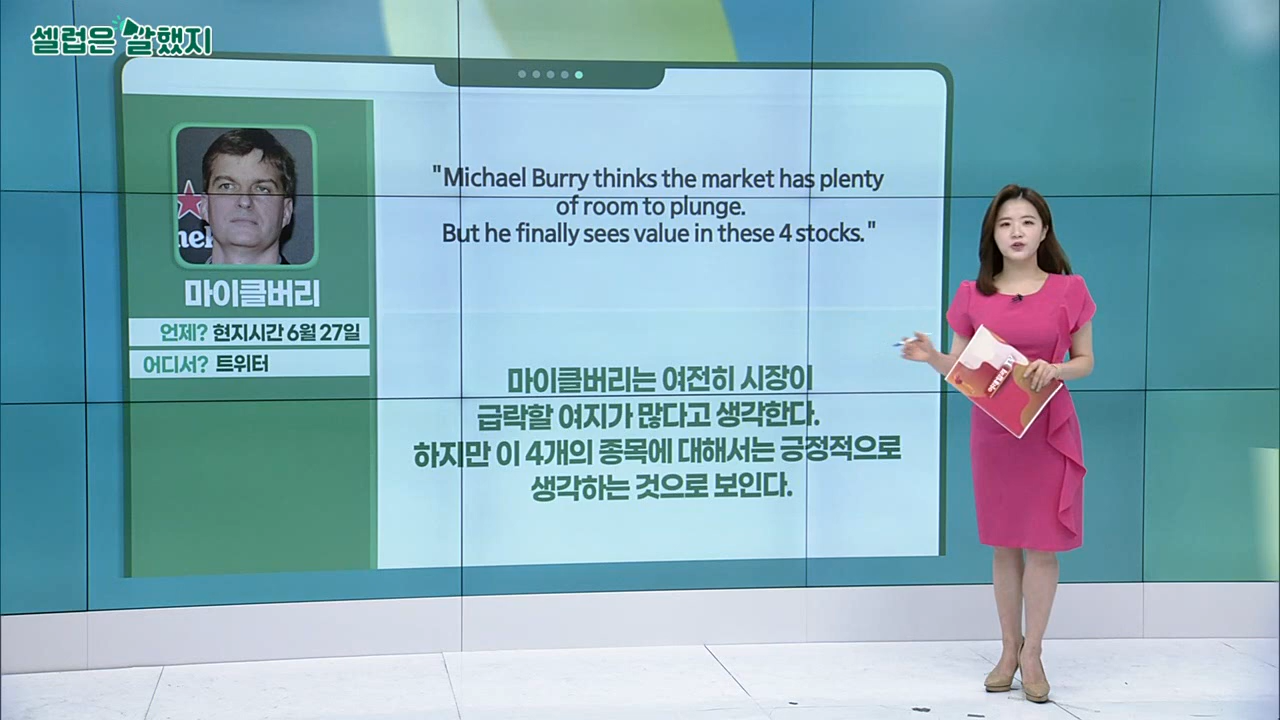 셀럽은 말했지
"Michael Burry thinks the market has plenty
of room to plunge.
But he finally sees value in these 4 stocks."
마이클버리
언제? 현지시간 6월 27일
어디서? 트위터
마이클버리는 여전히 시장이
급락할 여지가 많다고 생각한다.
하지만 이 4개의 종목에 대해서는 긍정적으로
생각하는 것으로 보인다.